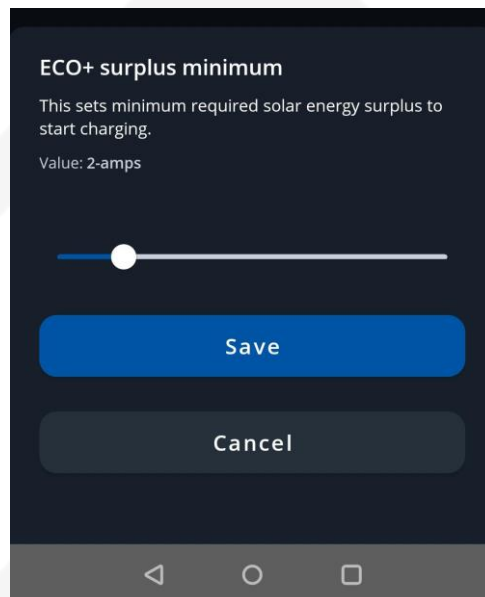 ECO+ surplus minimum
This sets minimum required solar energy surplus to
start charging.
Value: 2-amps
Save
Cancel